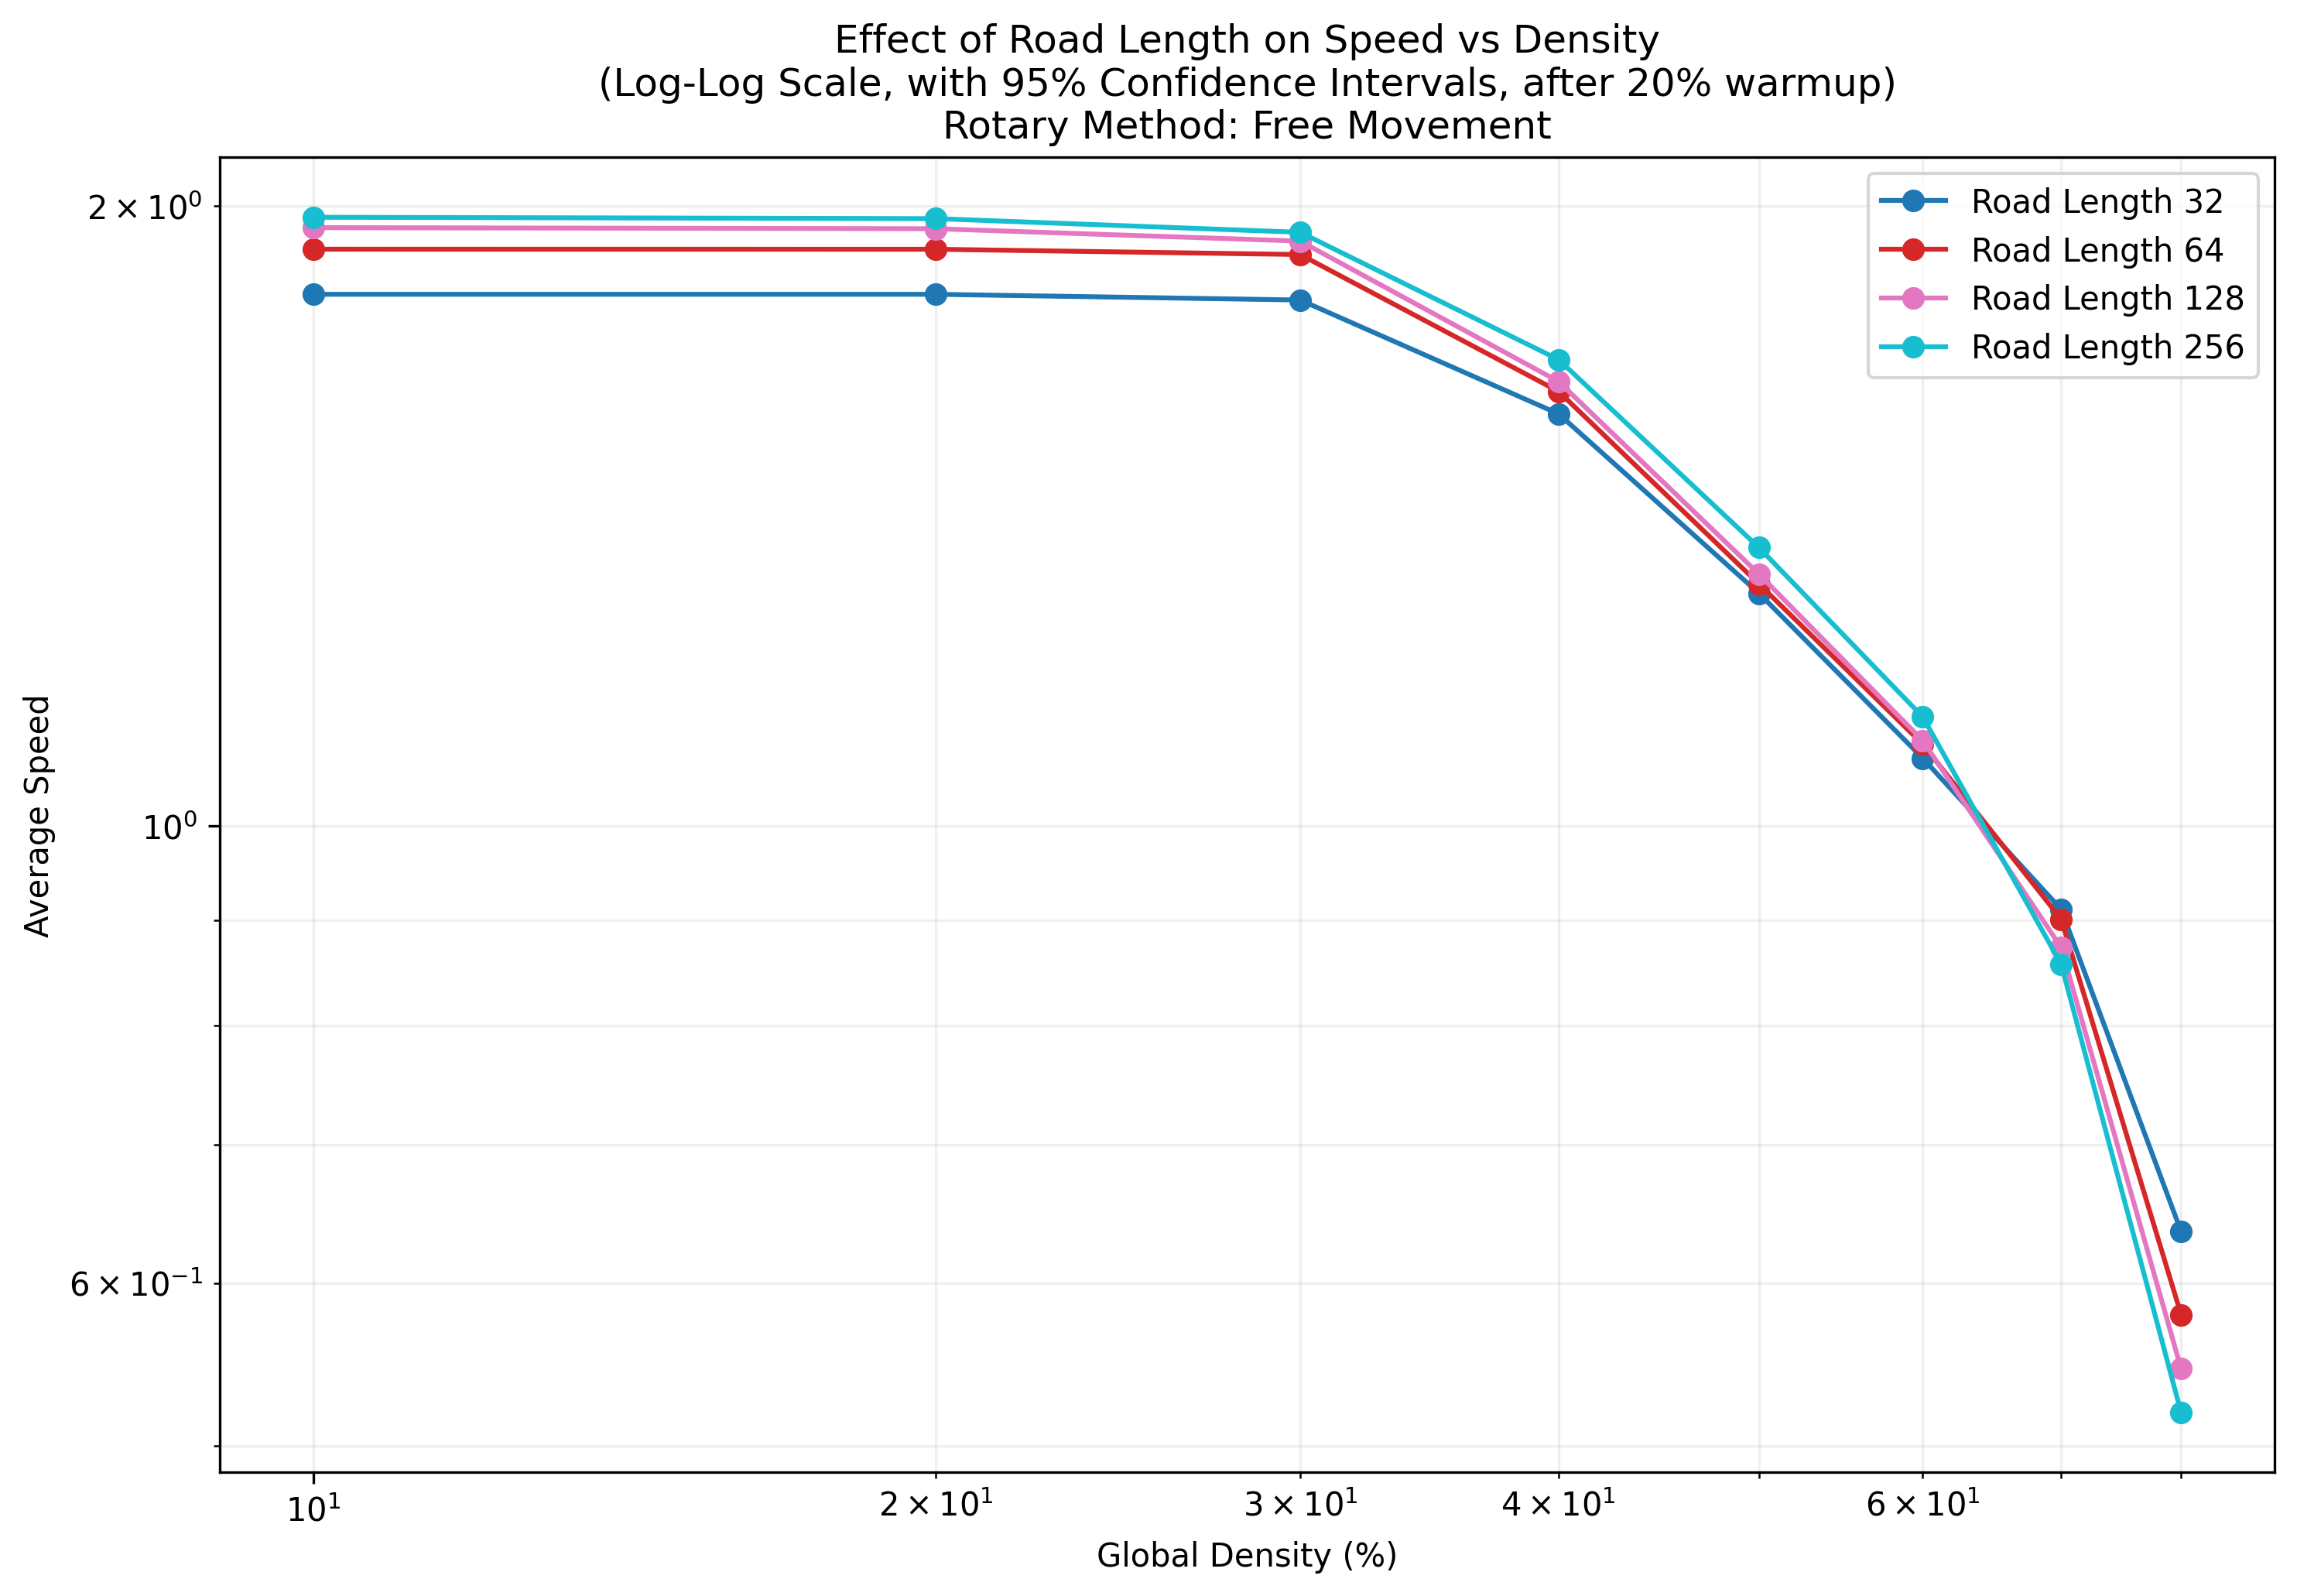 Effect of Road Length on Speed vs Density
(Log-Log Scale, with 95% Confidence Intervals, after 20% warmup)
Rotary Method: Free Movement
Road Length 32
Road Length 64
Road Length 128
Road Length 256
Average Speed
2 × 10⁰
10⁰
6 × 10⁻¹
10¹
2 × 10¹
3 × 10¹
4 × 10¹
6 × 10¹
Global Density (%)